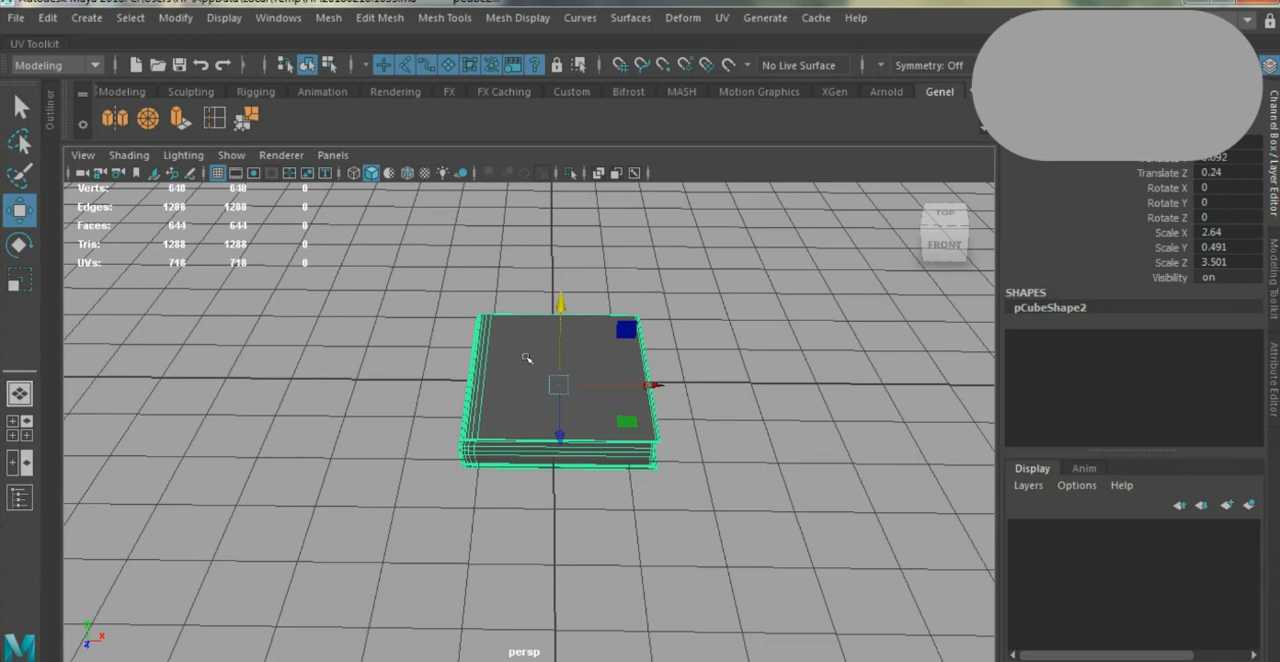 File Edit Create Select Modify Display Windows Mesh Edit Mesh Mesh Tools Mesh Display Curves Surfaces Deform UV Generate Cache Help
UV Toolkit
Modeling No Live Surface Symmetry: Off
Modeling Sculpting Rigging Animation Rendering FX FX Caching Custom Bifrost MASH Motion Graphics XGen Arnold Genel
Outliner
View Shading Lighting Show Renderer Panels
Verts: 648 648 0
Edges: 1288 1288 0
Faces: 644 644 0
Tris: 1288 1288 0
UVs: 718 718 0
TOP
FRONT
Translate Z 0.24
Rotate X 0
Rotate Y 0
Rotate Z 0
Scale X 2.64
Scale Y 0.491
Scale Z 3.501
Visibility on
SHAPES
pCubeShape2
Display Anim
Layers Options Help
Channel Box / Layer Editor
Modeling Toolkit
Attribute Editor
persp